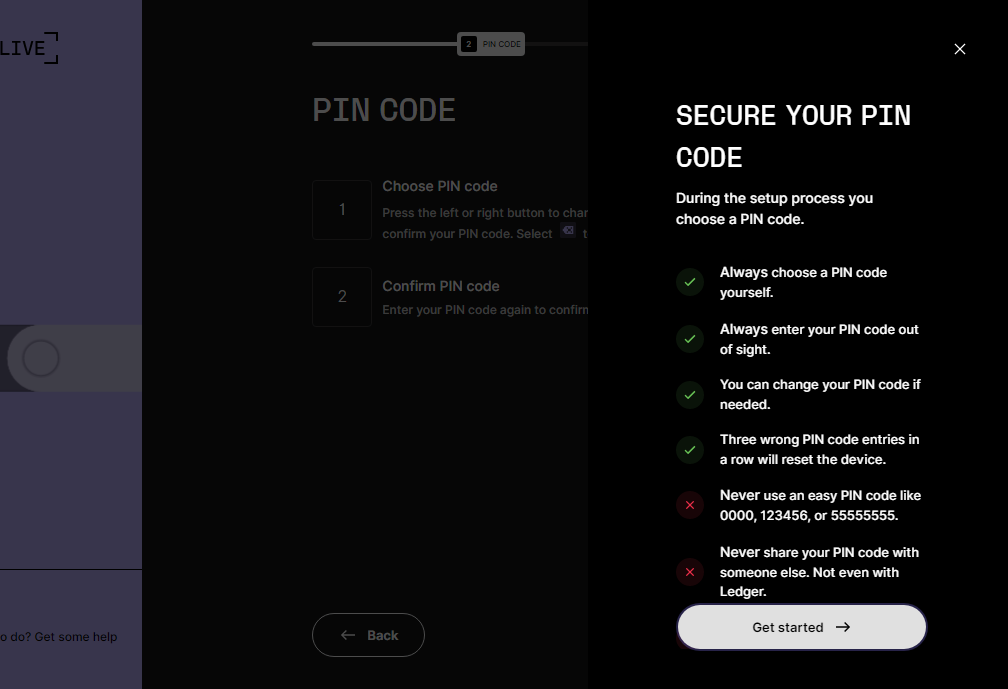 LIVE
2 PIN CODE
PIN CODE
1
Choose PIN code
Press the left or right button to
confirm your PIN code. Select
2
Confirm PIN code
Enter your PIN code again to confirm
Back
o do? Get some help
SECURE YOUR PIN
CODE
During the setup process you
choose a PIN code.
Always choose a PIN code
yourself.
Always enter your PIN code out
of sight.
You can change your PIN code if
needed.
Three wrong PIN code entries in
a row will reset the device.
Never use an easy PIN code like
0000, 123456, or 55555555.
Never share your PIN code with
someone else. Not even with
Ledger.
Get started